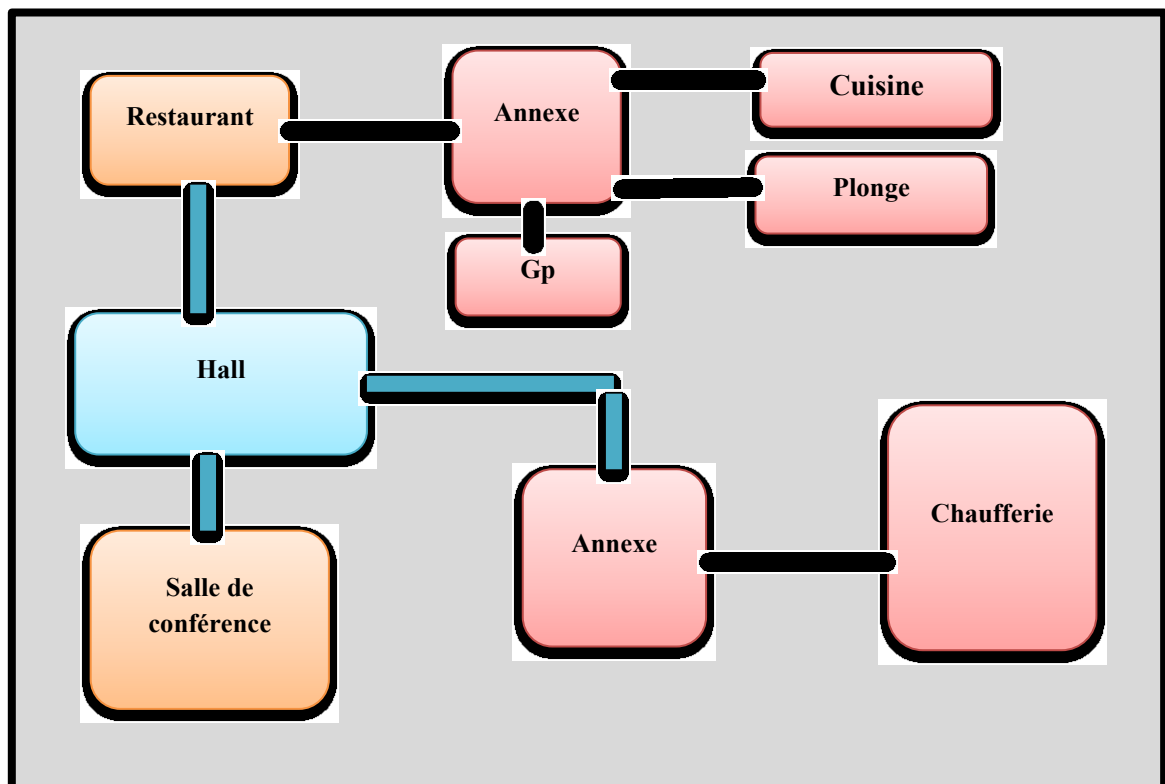 Restaurant
Annexe
Cuisine
Plonge
Gp
Hall
Annexe
Chaufferie
Salle de
conférence